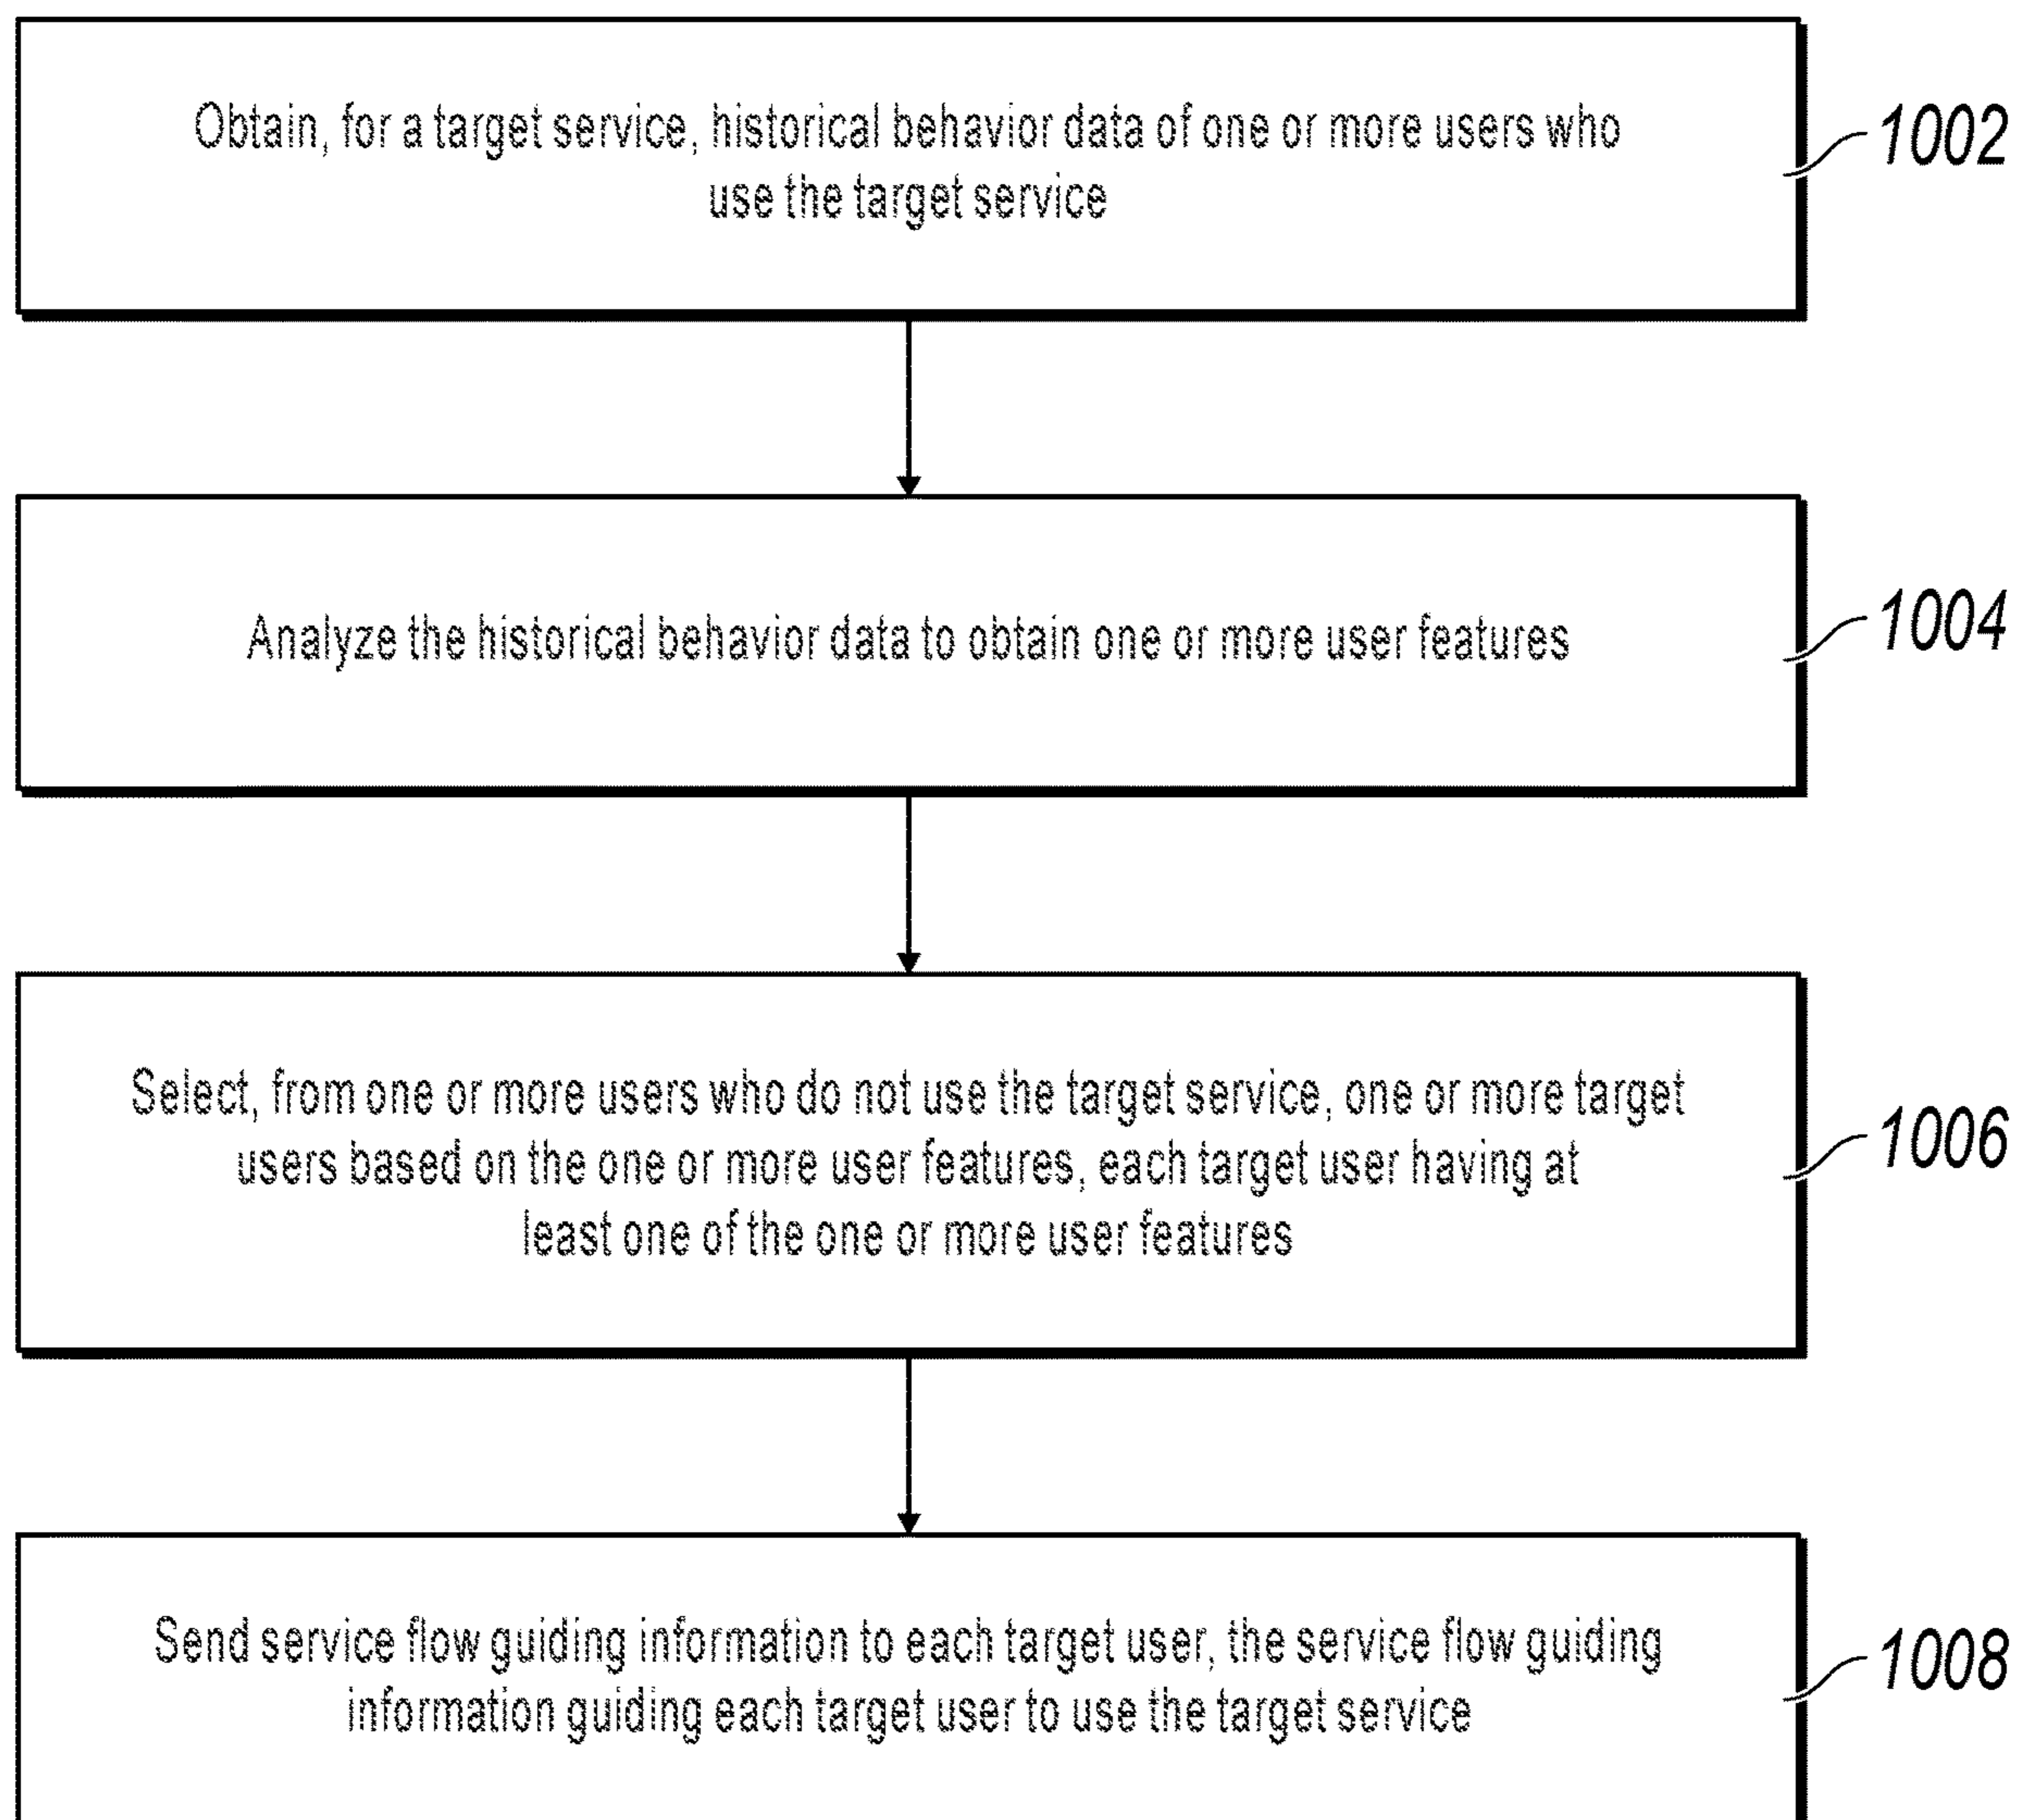 Obtain, for a target service, historical behavior data of one or more users who
use the target service
1002
Analyze the historical behavior data to obtain one or more user features
1004
Select, from one or more users who do not use the target service, one or more target
users based on the one or more user features, each target user having at
least one of the one or more user features
1006
Send service flow guiding information to each target user, the service flow guiding
information guiding each target user to use the target service
1008